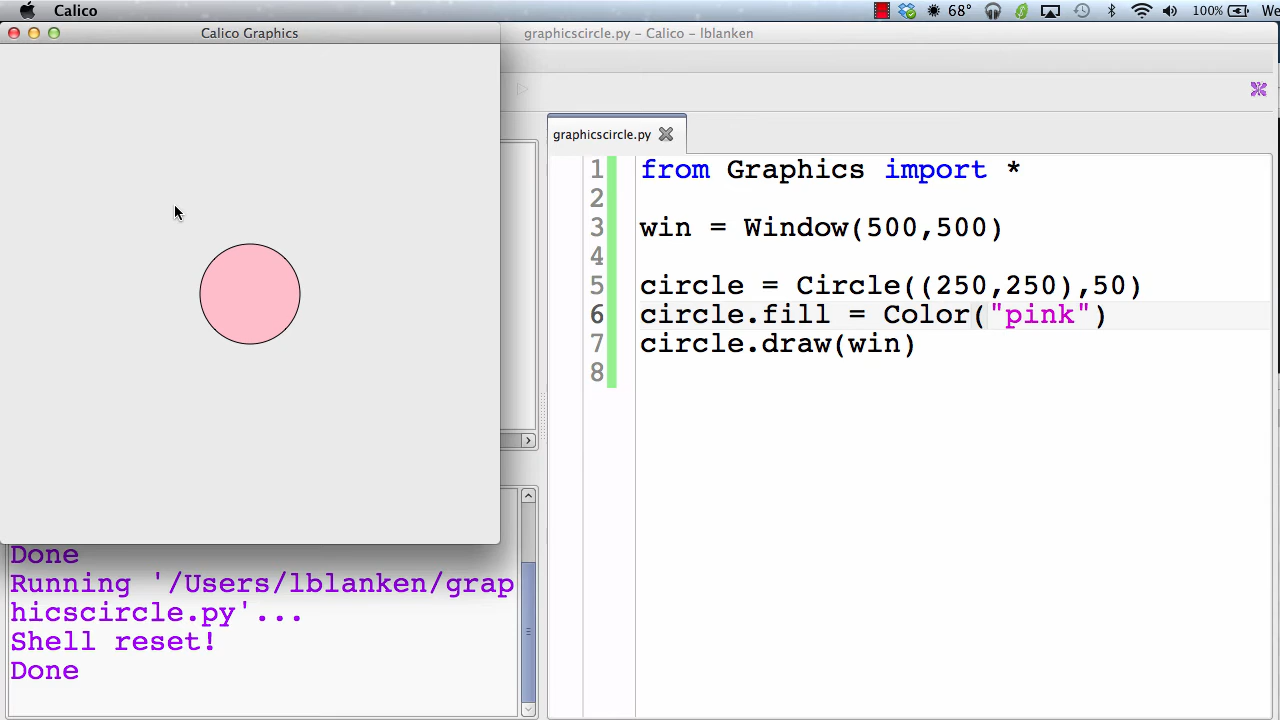 Calico
68°
100%
We
Calico Graphics
graphicscircle.py - Calico - lblanken
graphicscircle.py
1 from Graphics import *
2
3 win = Window(500,500)
4
5 circle = Circle((250,250),50)
6 circle.fill = Color("pink")
7 circle.draw(win)
8
Done
Running '/Users/lblanken/grap
hicscircle.py'...
Shell reset!
Done